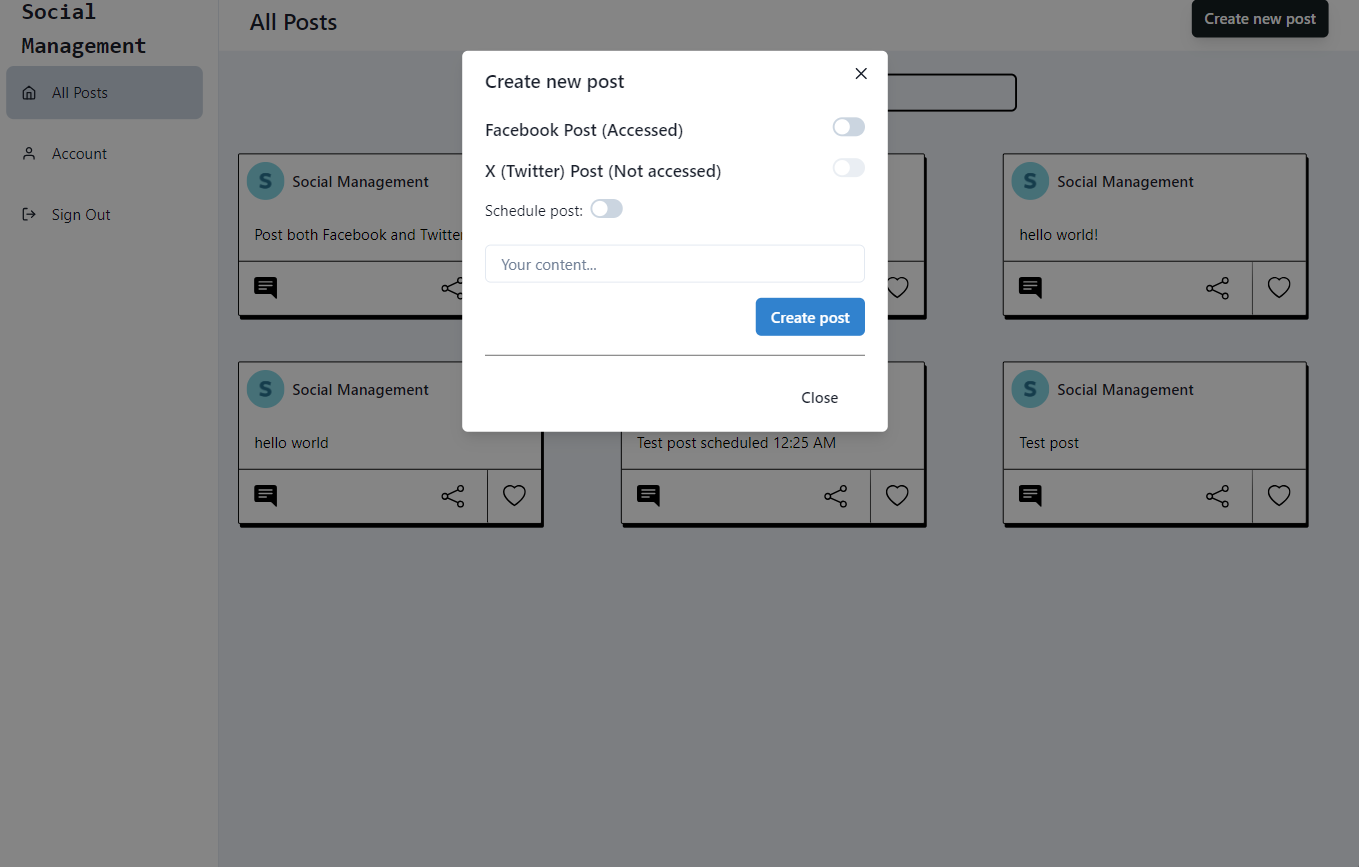 Social
Management
All Posts
Account
Sign Out
All Posts
Create new post
Create new post
Facebook Post (Accessed)
X (Twitter) Post (Not accessed)
Schedule post:
Your content...
Create post
Close
S Social Management
Post both Facebook and Twitter
S Social Management
hello world!
S Social Management
hello world
Test post scheduled 12:25 AM
S Social Management
Test post